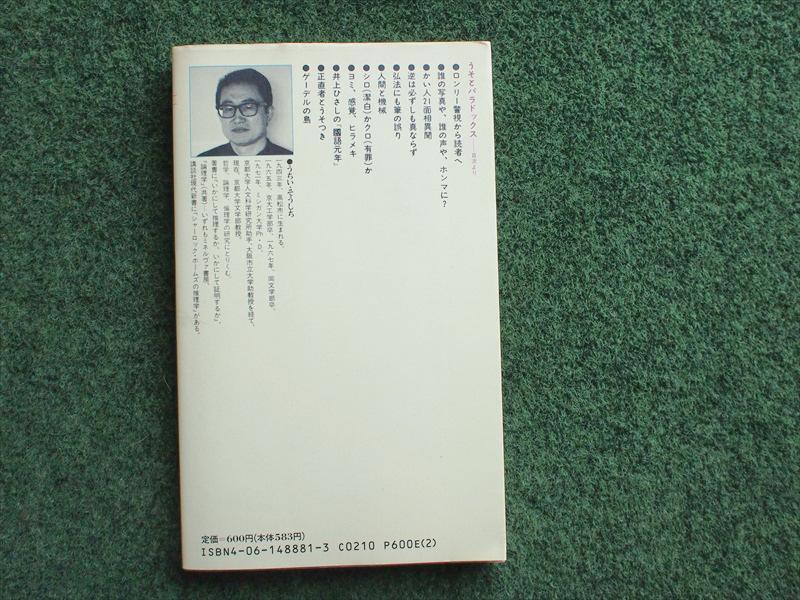 うそとパラドックス——目次より
●ロンリー警視から読者へ
●誰の写真や、誰の声や、ホンマに?
●かい人21面相異聞
●逆は必ずしも真ならず
●弘法にも筆の誤り
●人間と機械
●シロ(潔白)かクロ(有罪)か
●ヨミ、感覚、ヒラメキ
●井上ひさしの「國語元年」
●正直者とうそつき
●ゲーデルの島
●うちい・そうしち
一九四三年、高松市に生まれる。
一九六五年、京大工学部卒、一九六七年、同文学部卒。
一九七一年、ミシガン大学Ph・D。
京都大学人文科学研究所助手、大阪市立大学助教授を経て、
現在、京都大学文学部教授。
哲学、論理学、倫理学の研究にとりくむ。
著書に、「いかにして推理するか、いかにして証明するか」、
「論理学」(共著)——いずれもミネルヴァ書房、
講談社現代新書に、「シャーロック・ホームズの推理学」がある。
定価=600円(本体583円)
ISBN4-06-148881-3 C0210 P600E(2)